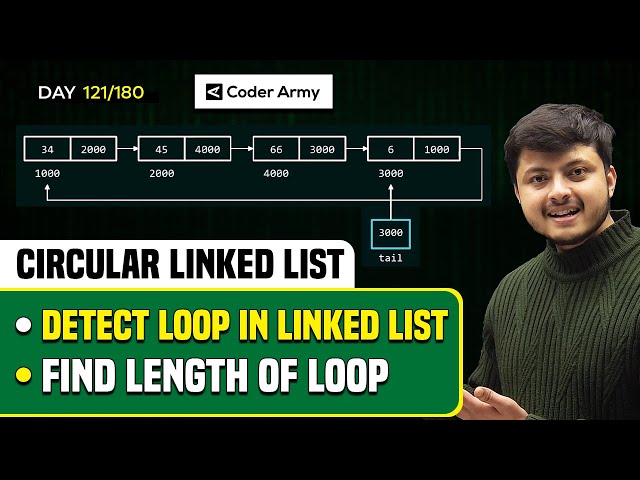 DAY 121/180
Coder Army
34 2000 45 4000 66 3000 6 1000
1000 2000 4000 3000
3000
tail
CIRCULAR LINKED LIST
• DETECT LOOP IN LINKED LIST
• FIND LENGTH OF LOOP